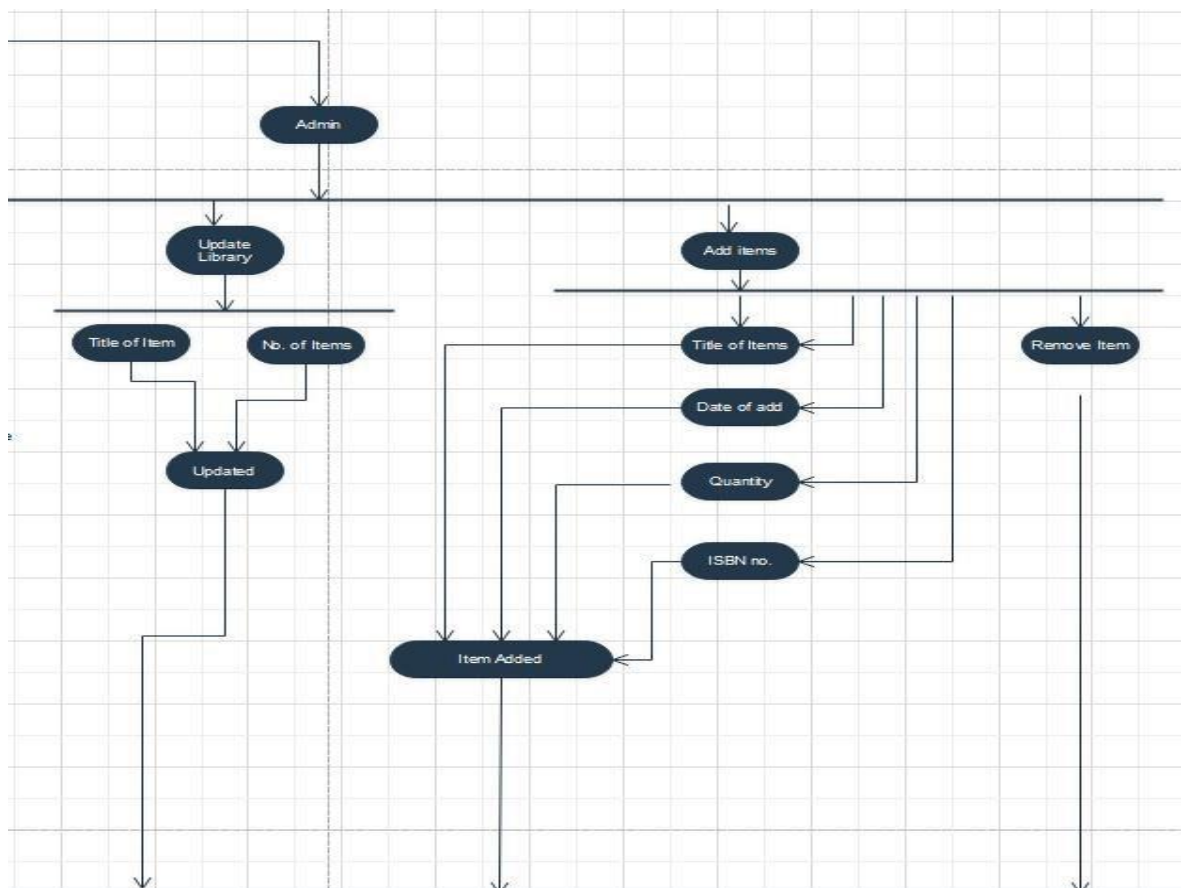 Admin
Update
Library
Add items
Title of Item
No. of Items
Title of Items
Remove Item
Date of add
Updated
Quantity
ISBN no.
Item Added